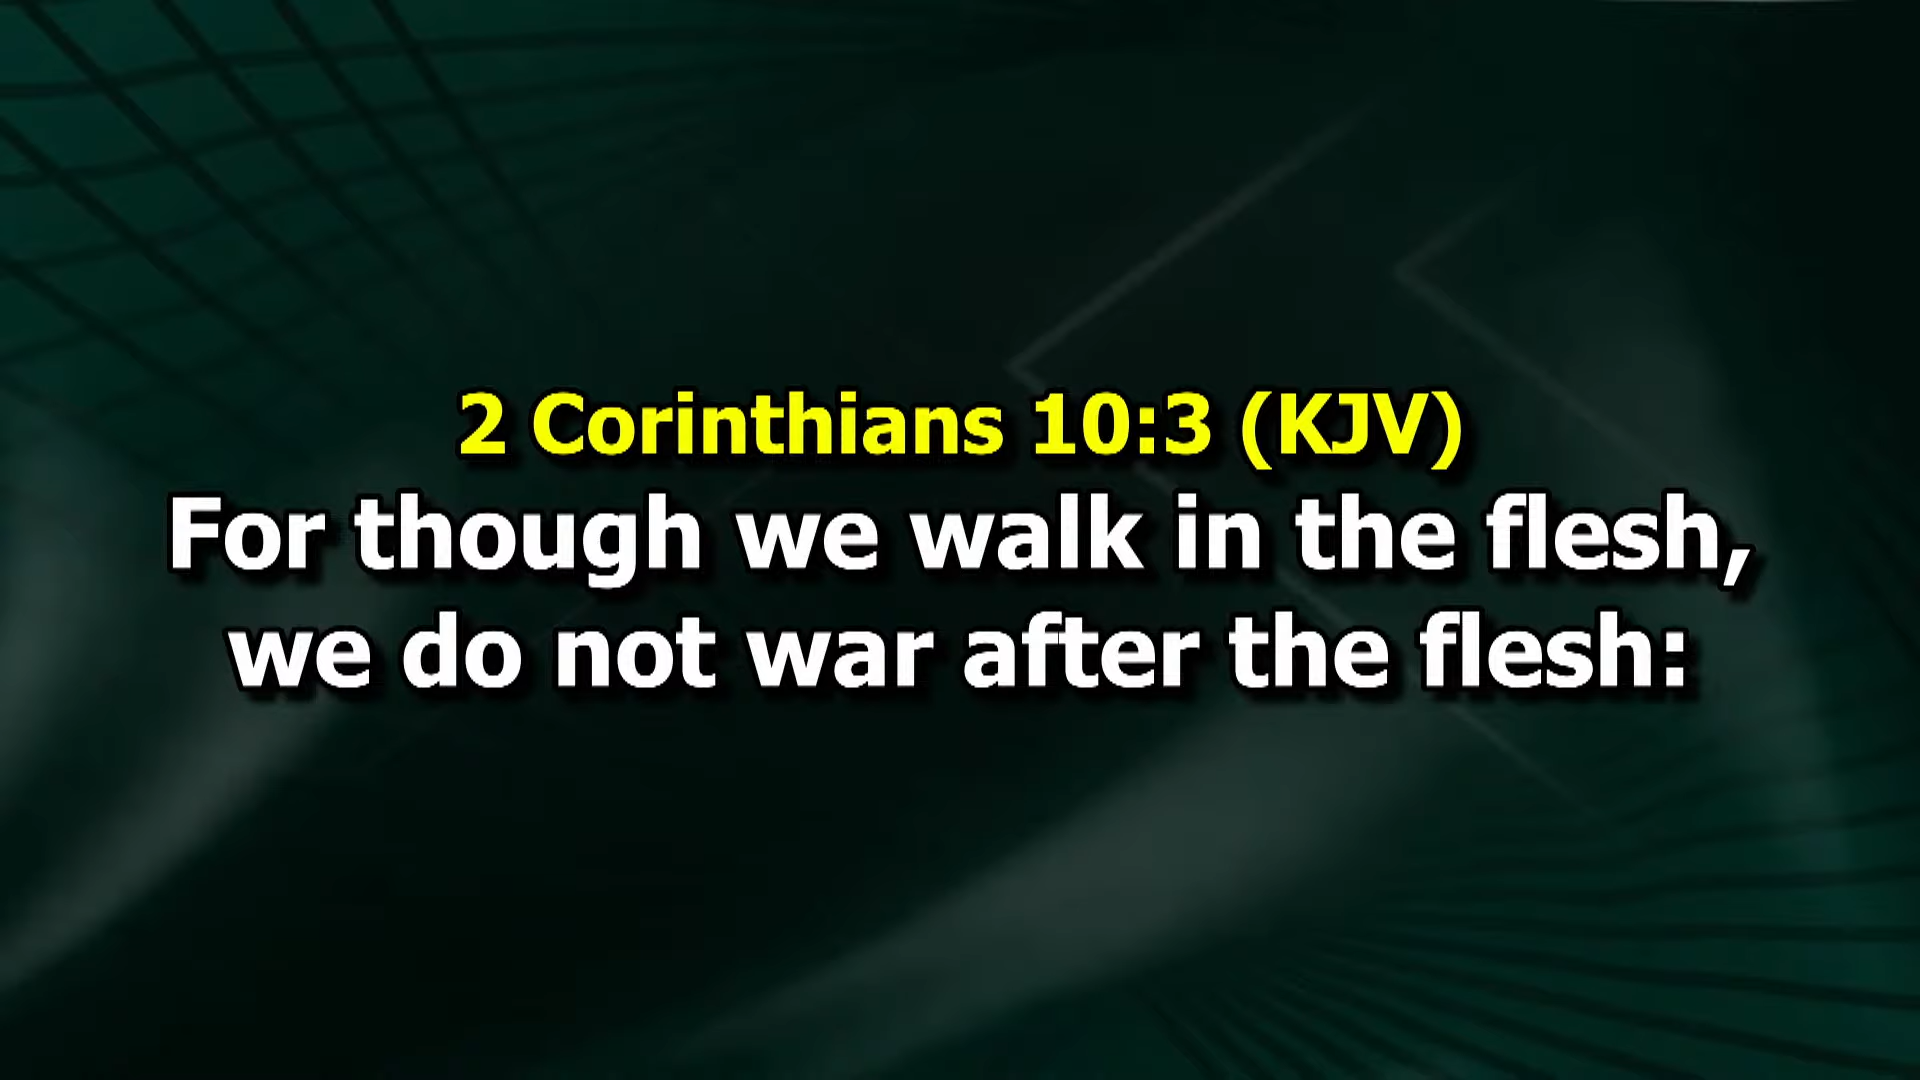 2 Corinthians 10:3 (KJV)
For though we walk in the flesh,
we do not war after the flesh: